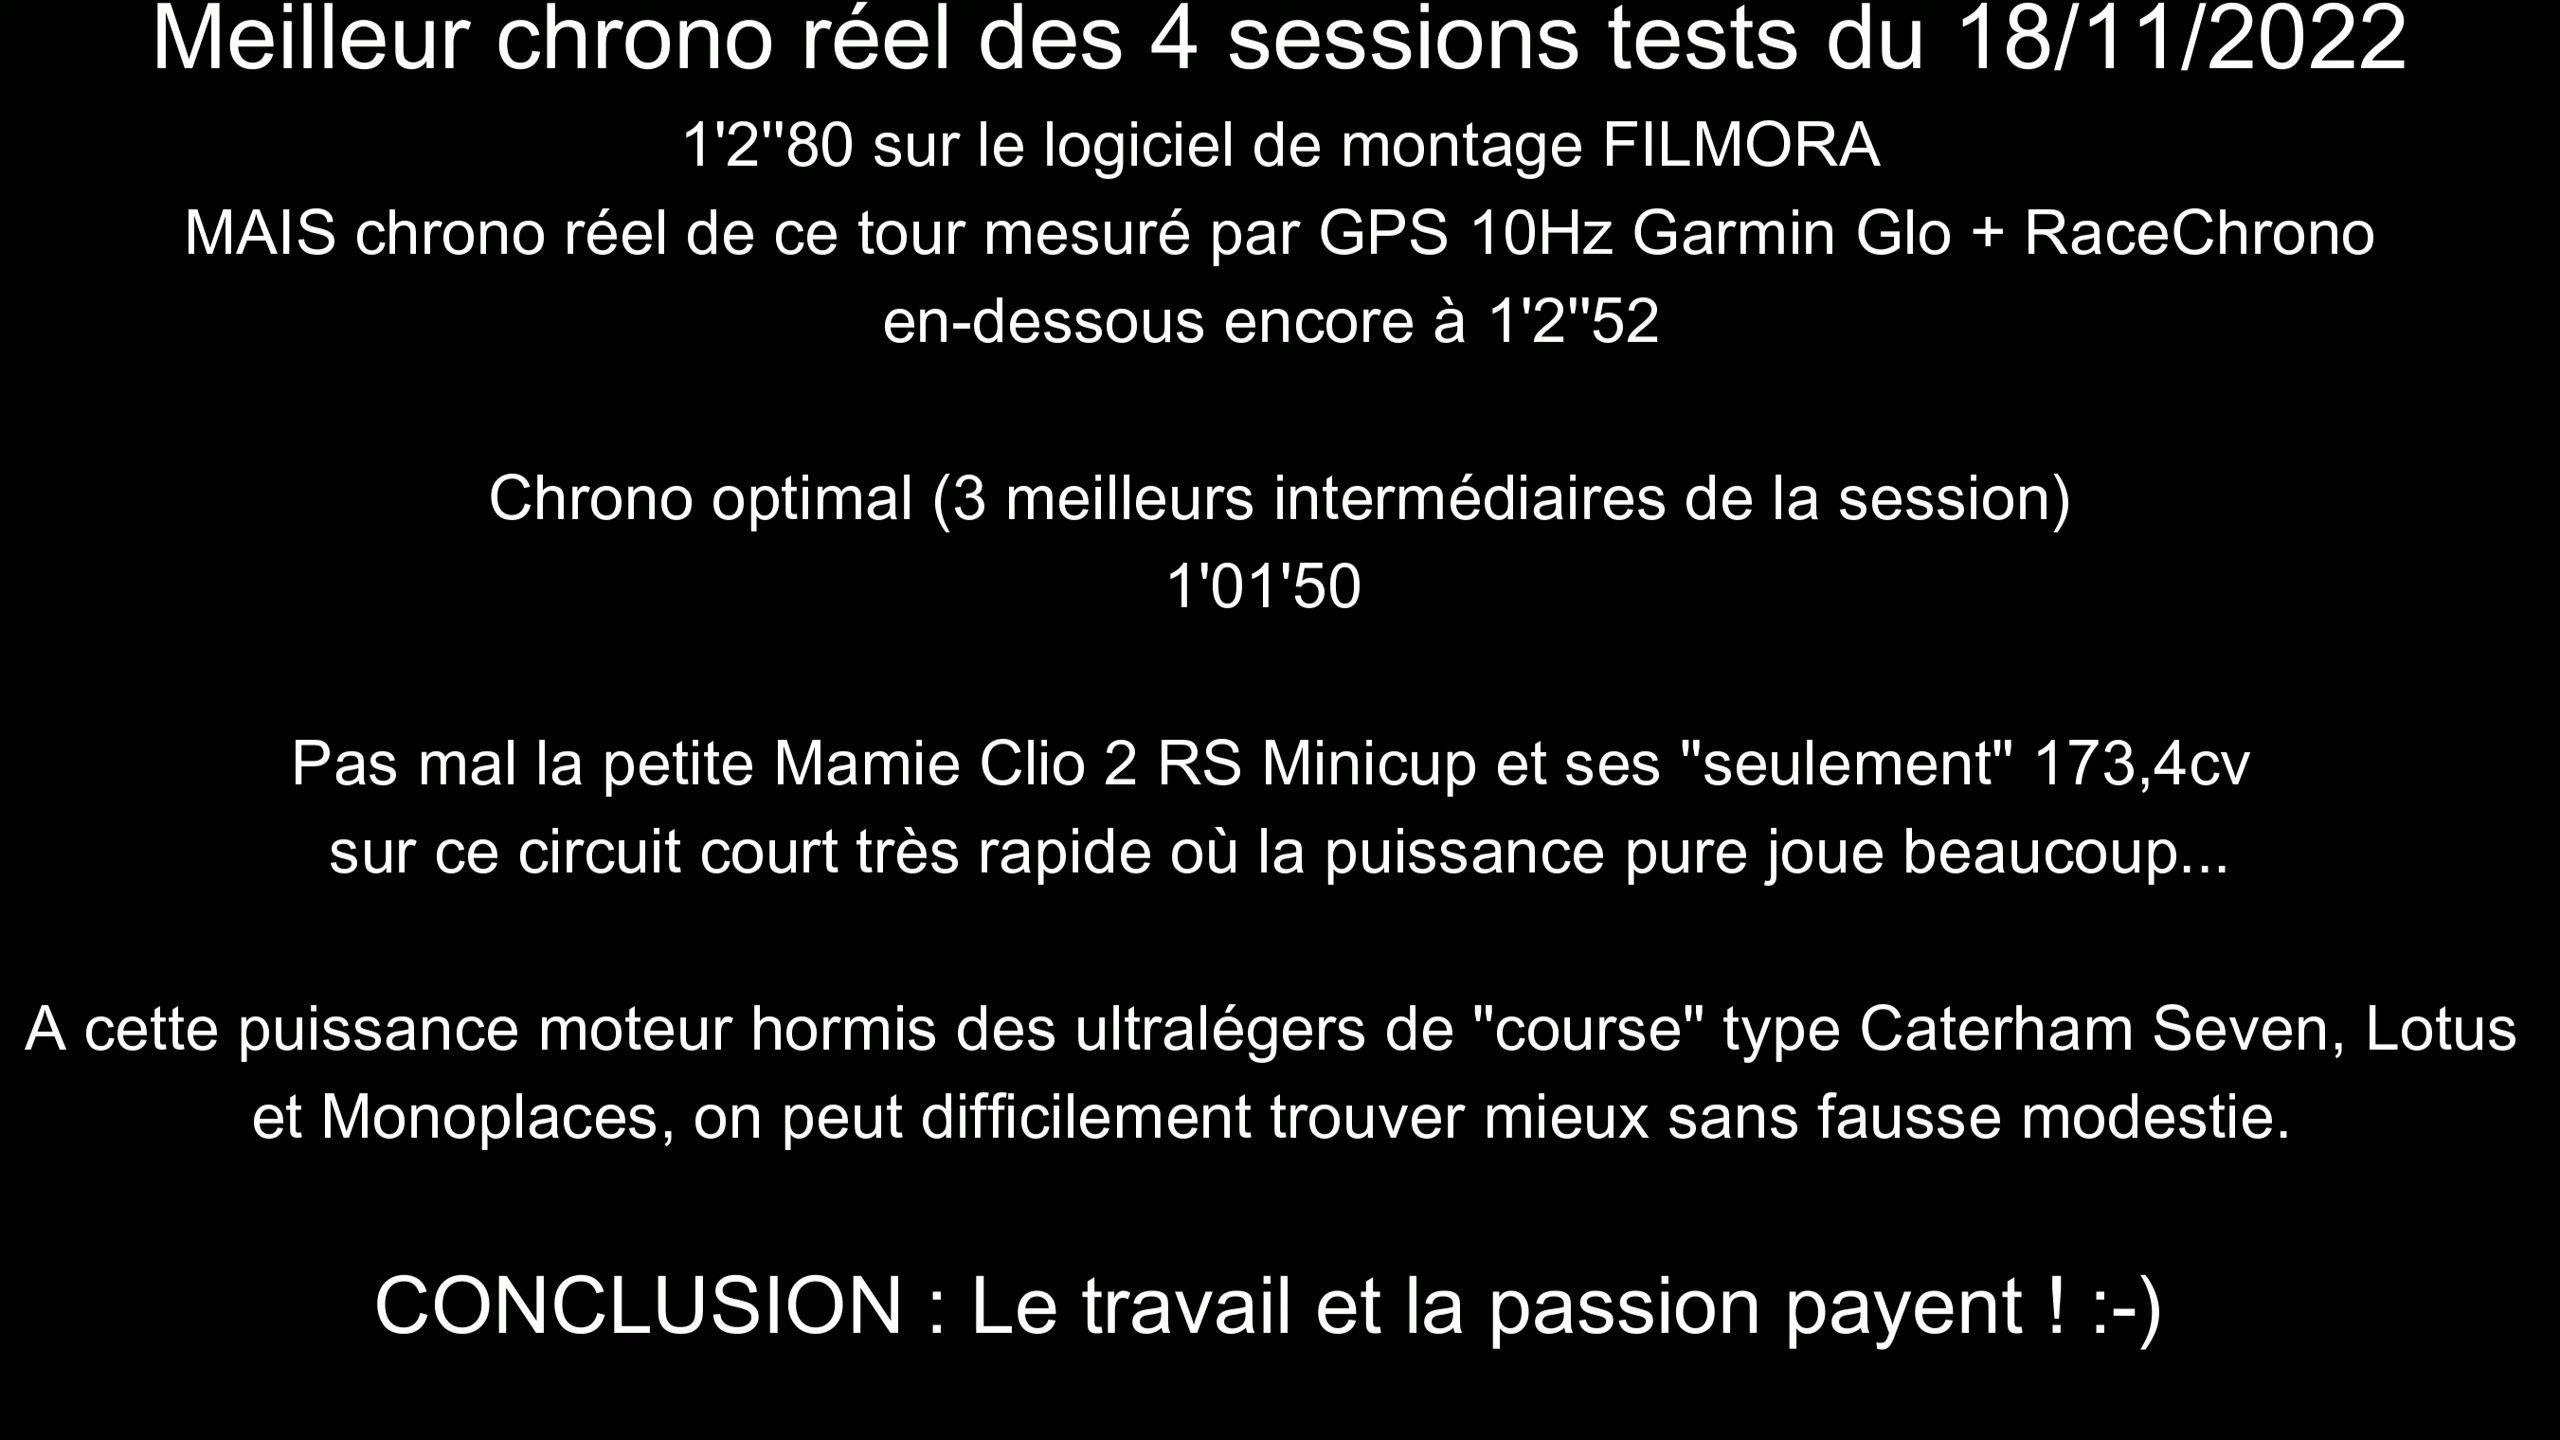 Meilleur chrono réel des 4 sessions tests du 18/11/2022
1'2''80 sur le logiciel de montage FILMORA
MAIS chrono réel de ce tour mesuré par GPS 10Hz Garmin Glo + RaceChrono
en-dessous encore à 1'2''52
Chrono optimal (3 meilleurs intermédiaires de la session)
1'01'50
Pas mal la petite Mamie Clio 2 RS Minicup et ses "seulement" 173,4cv
sur ce circuit court très rapide où la puissance pure joue beaucoup...
A cette puissance moteur hormis des ultralégers de "course" type Caterham Seven, Lotus
et Monoplaces, on peut difficilement trouver mieux sans fausse modestie.
CONCLUSION : Le travail et la passion payent ! :-)